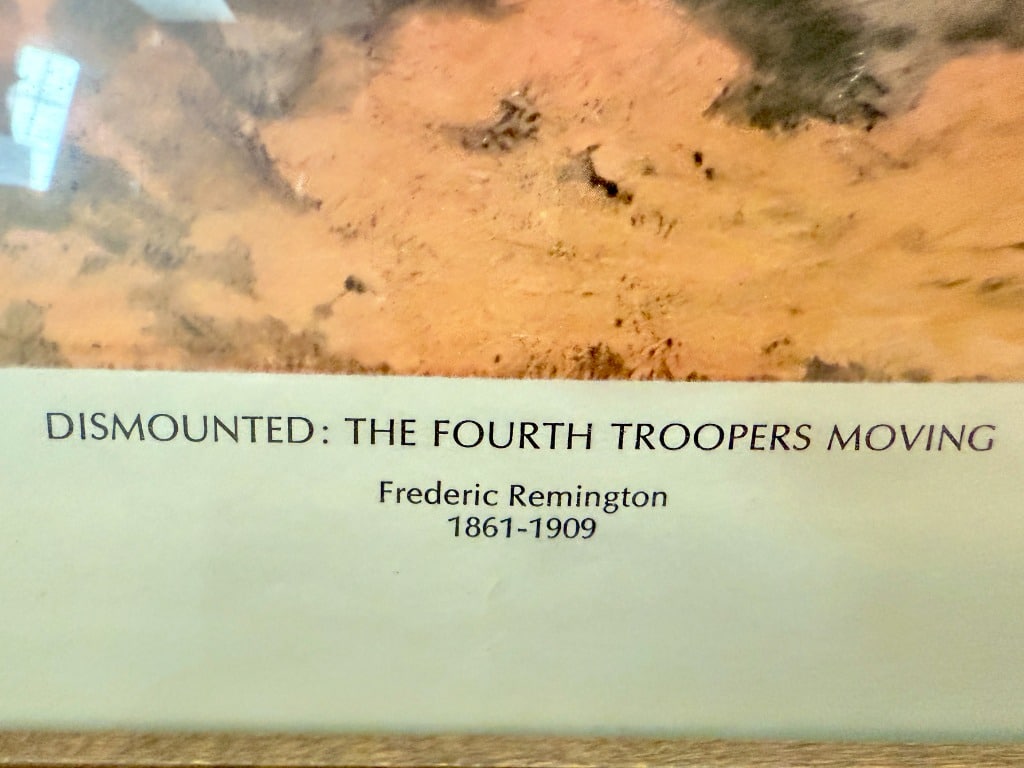 DISMOUNTED: THE FOURTH TROOPERS MOVING
Frederic Remington
1861-1909